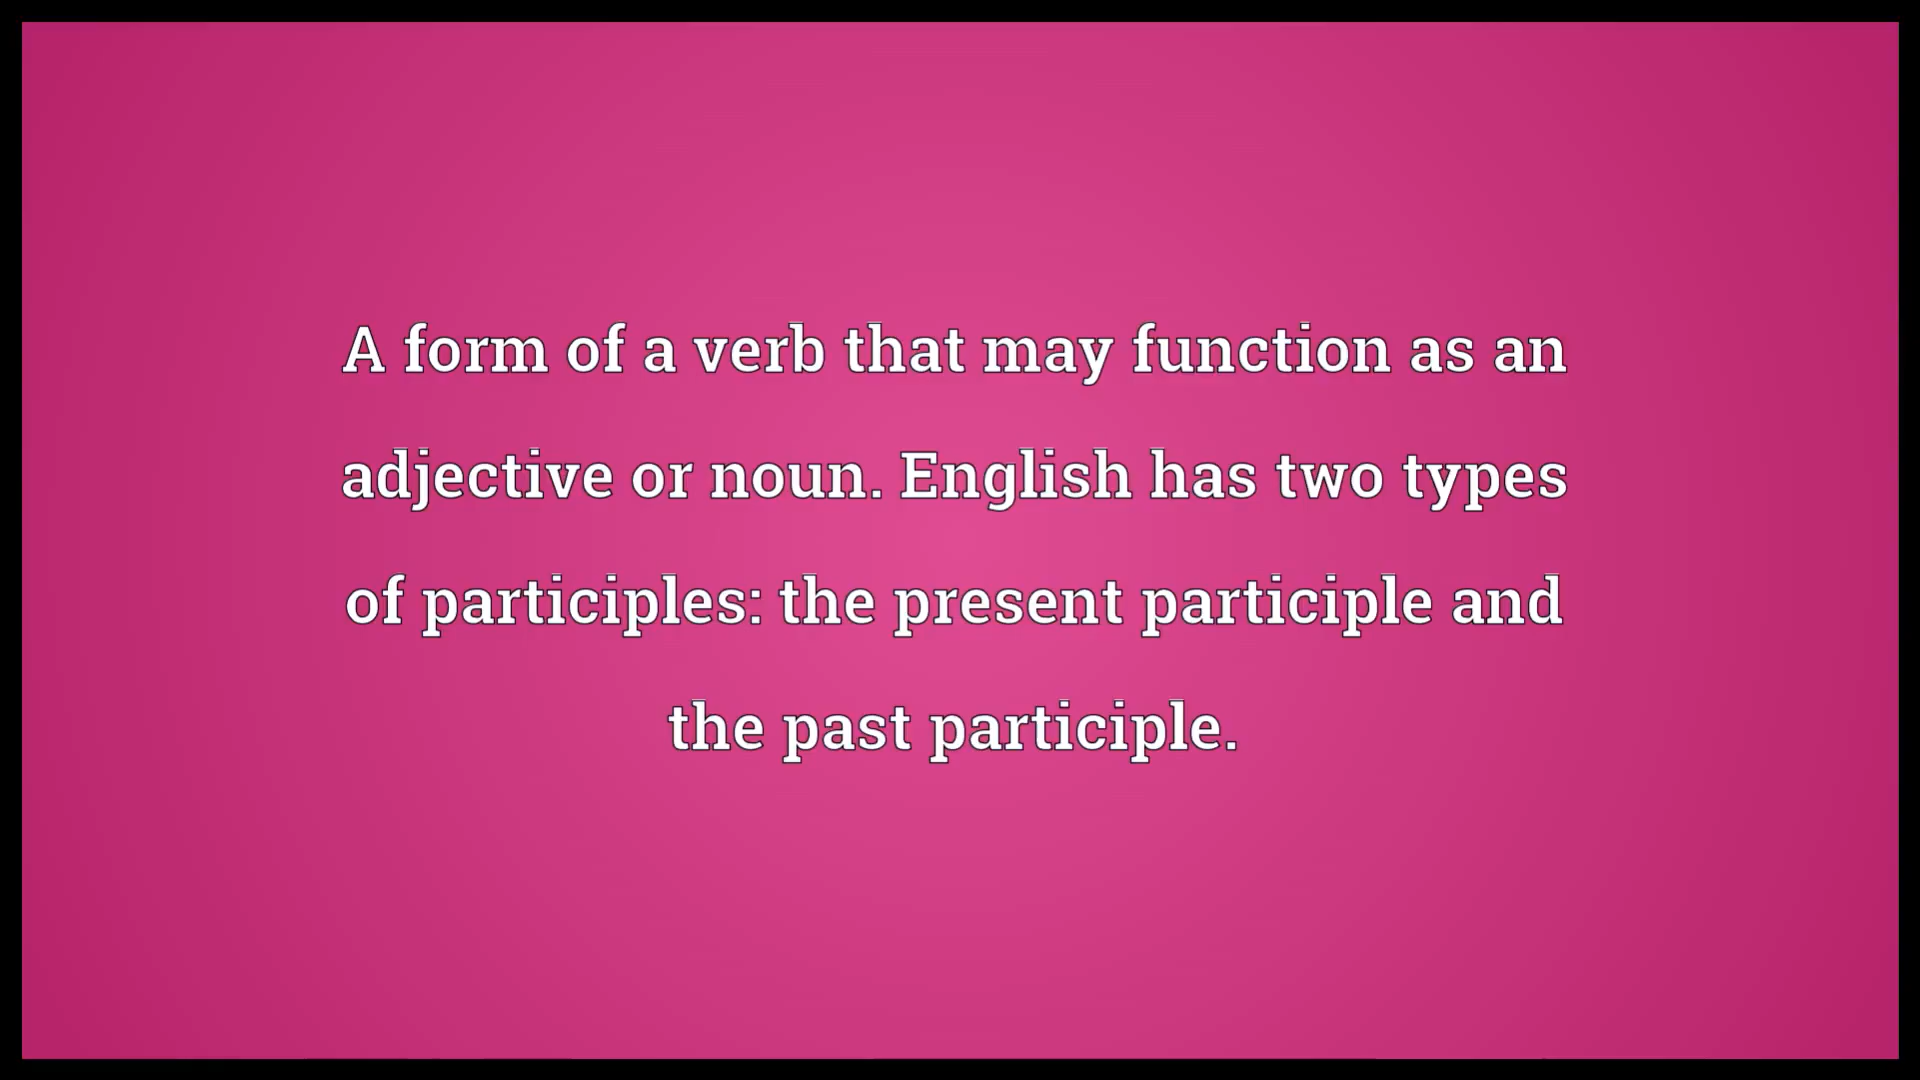 A form of a verb that may function as an
adjective or noun. English has two types
of participles: the present participle and
the past participle.